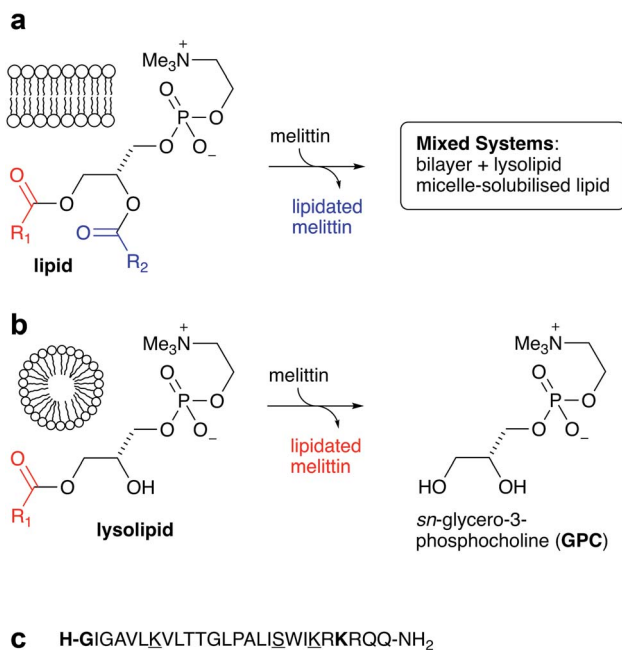 a
Me3N+
O
P
O
O
O−
O
O
O
O
R1
R2
lipid
melittin
lipidated
melittin
Mixed Systems:
bilayer + lysolipid
micelle-solubilised lipid
b
Me3N+
O
P
O
O
O−
O
O
OH
R1
lysolipid
melittin
lipidated
melittin
Me3N+
O
P
O
O
O−
HO
OH
sn-glycero-3-
phosphocholine (GPC)
c H-GIGAVLKVLTTGLPALISWIKRKRQQ-NH2